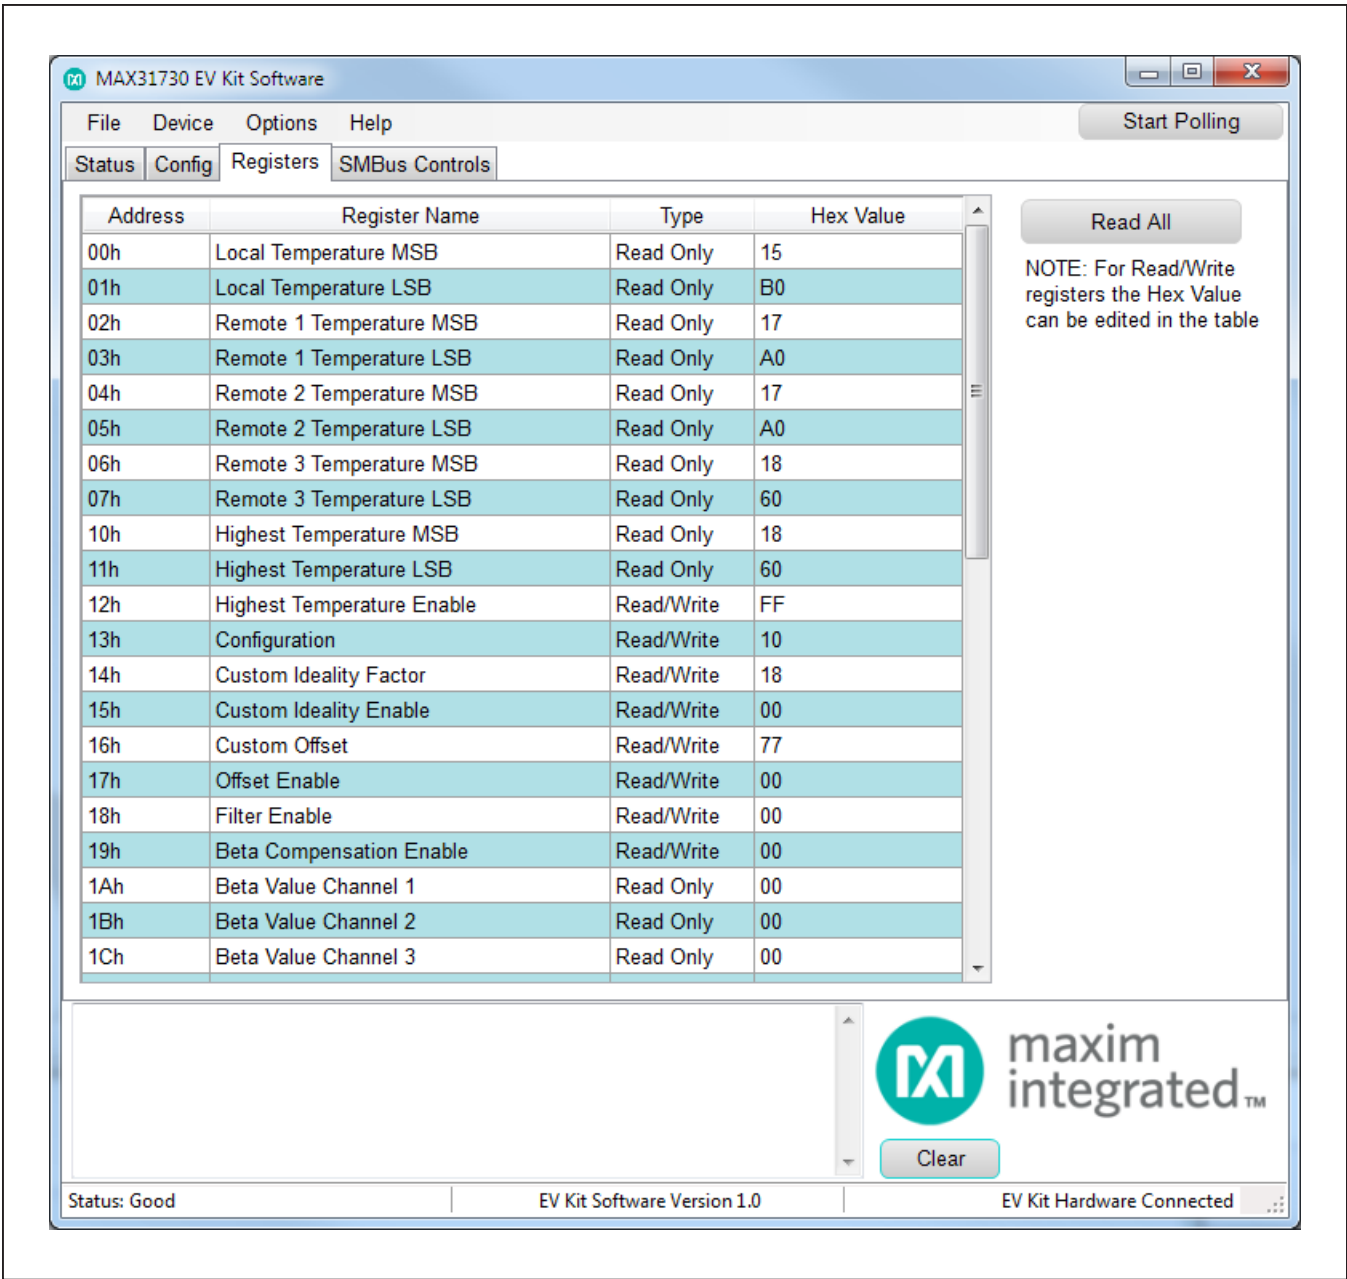 MAX31730 EV Kit Software
File Device Options Help Start Polling
Status Config Registers SMBus Controls
Address Register Name Type Hex Value
00h Local Temperature MSB Read Only 15
01h Local Temperature LSB Read Only B0
02h Remote 1 Temperature MSB Read Only 17
03h Remote 1 Temperature LSB Read Only A0
04h Remote 2 Temperature MSB Read Only 17
05h Remote 2 Temperature LSB Read Only A0
06h Remote 3 Temperature MSB Read Only 18
07h Remote 3 Temperature LSB Read Only 60
10h Highest Temperature MSB Read Only 18
11h Highest Temperature LSB Read Only 60
12h Highest Temperature Enable Read/Write FF
13h Configuration Read/Write 10
14h Custom Ideality Factor Read/Write 18
15h Custom Ideality Enable Read/Write 00
16h Custom Offset Read/Write 77
17h Offset Enable Read/Write 00
18h Filter Enable Read/Write 00
19h Beta Compensation Enable Read/Write 00
1Ah Beta Value Channel 1 Read Only 00
1Bh Beta Value Channel 2 Read Only 00
1Ch Beta Value Channel 3 Read Only 00
Read All
NOTE: For Read/Write
registers the Hex Value
can be edited in the table
maxim
integrated™
Clear
Status: Good EV Kit Software Version 1.0 EV Kit Hardware Connected